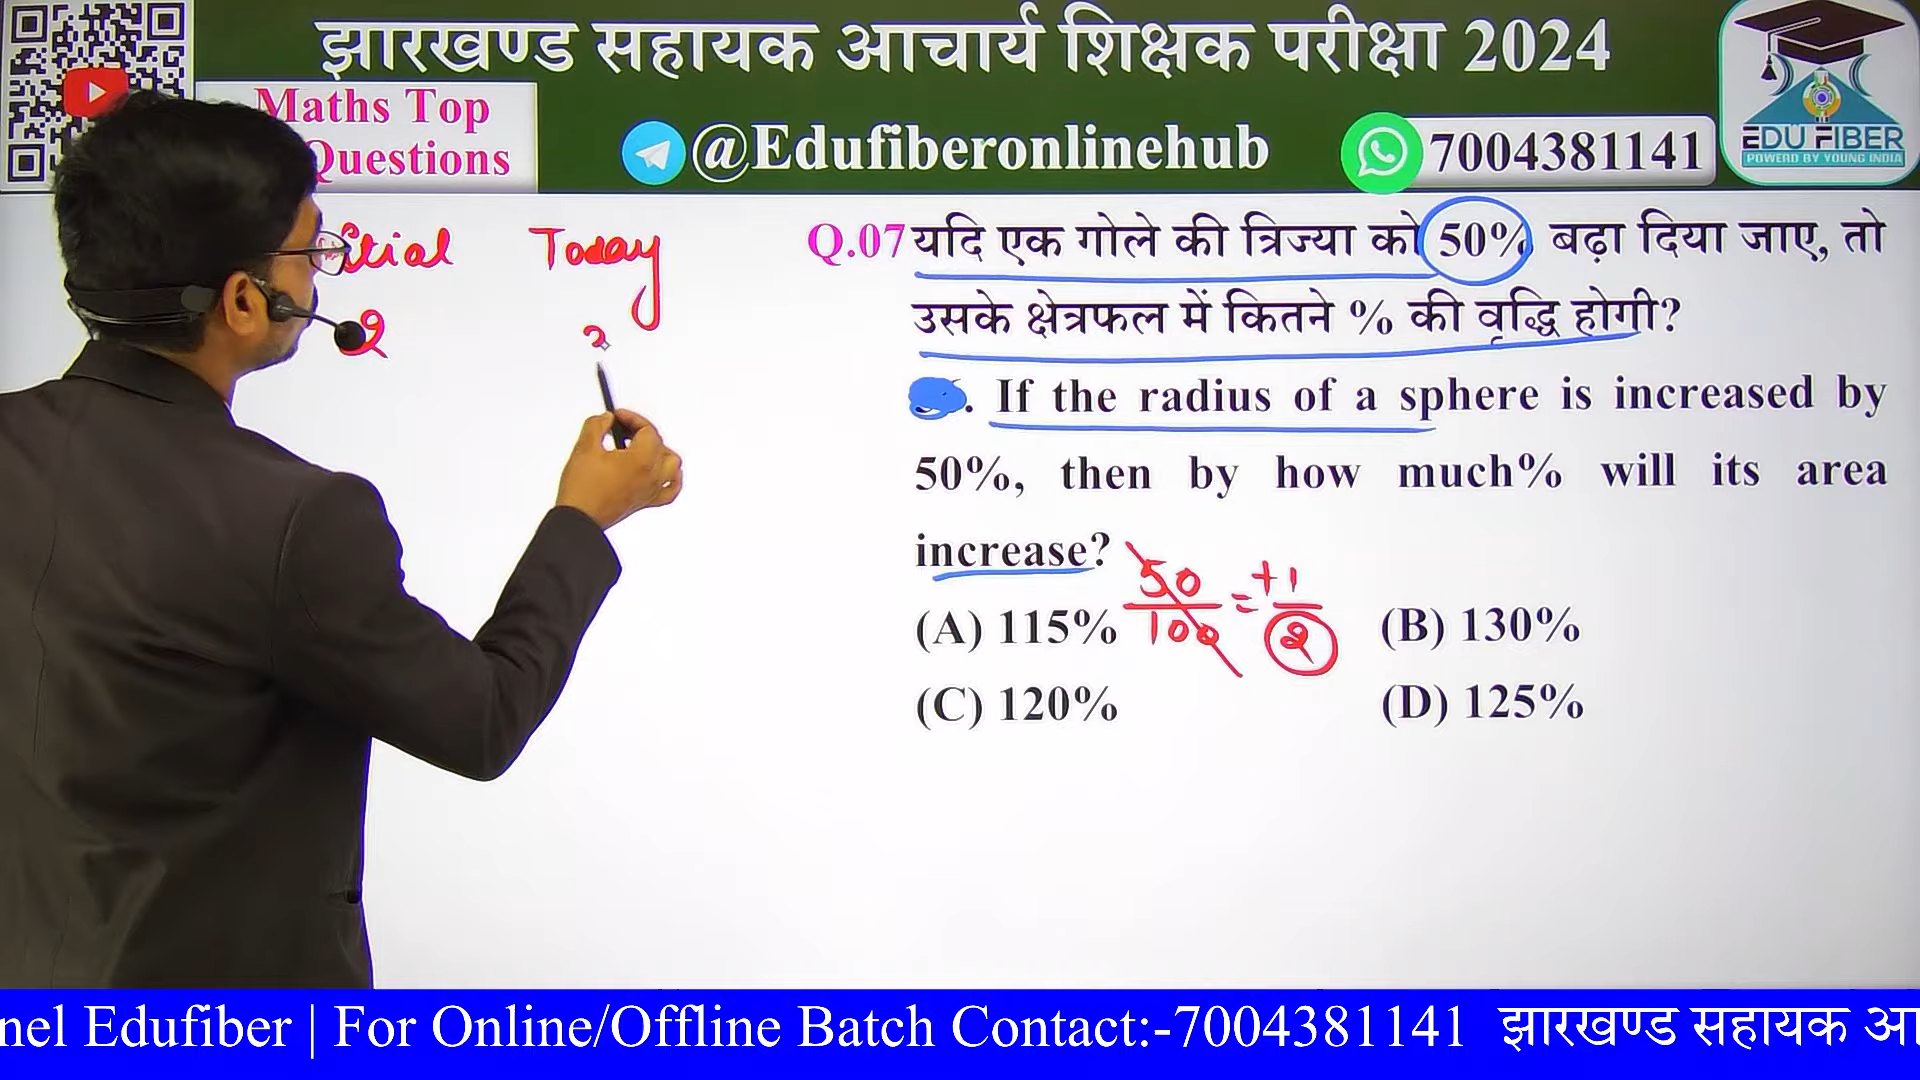 झारखण्ड सहायक आचार्य शिक्षक परीक्षा 2024
Maths Top
Questions
@Edufiberonlinehub
7004381141
EDU FIBER
POWERD BY YOUNG INDIA
Today
2
Q.07 यदि एक गोले की त्रिज्या को 50% बढ़ा दिया जाए, तो
उसके क्षेत्रफल में कितने % की वृद्धि होगी?
. If the radius of a sphere is increased by
50%, then by how much% will its area
increase?
50/100 = +1/2
(A) 115%
(B) 130%
(C) 120%
(D) 125%
nel Edufiber | For Online/Offline Batch Contact:-7004381141 झारखण्ड सहायक आ